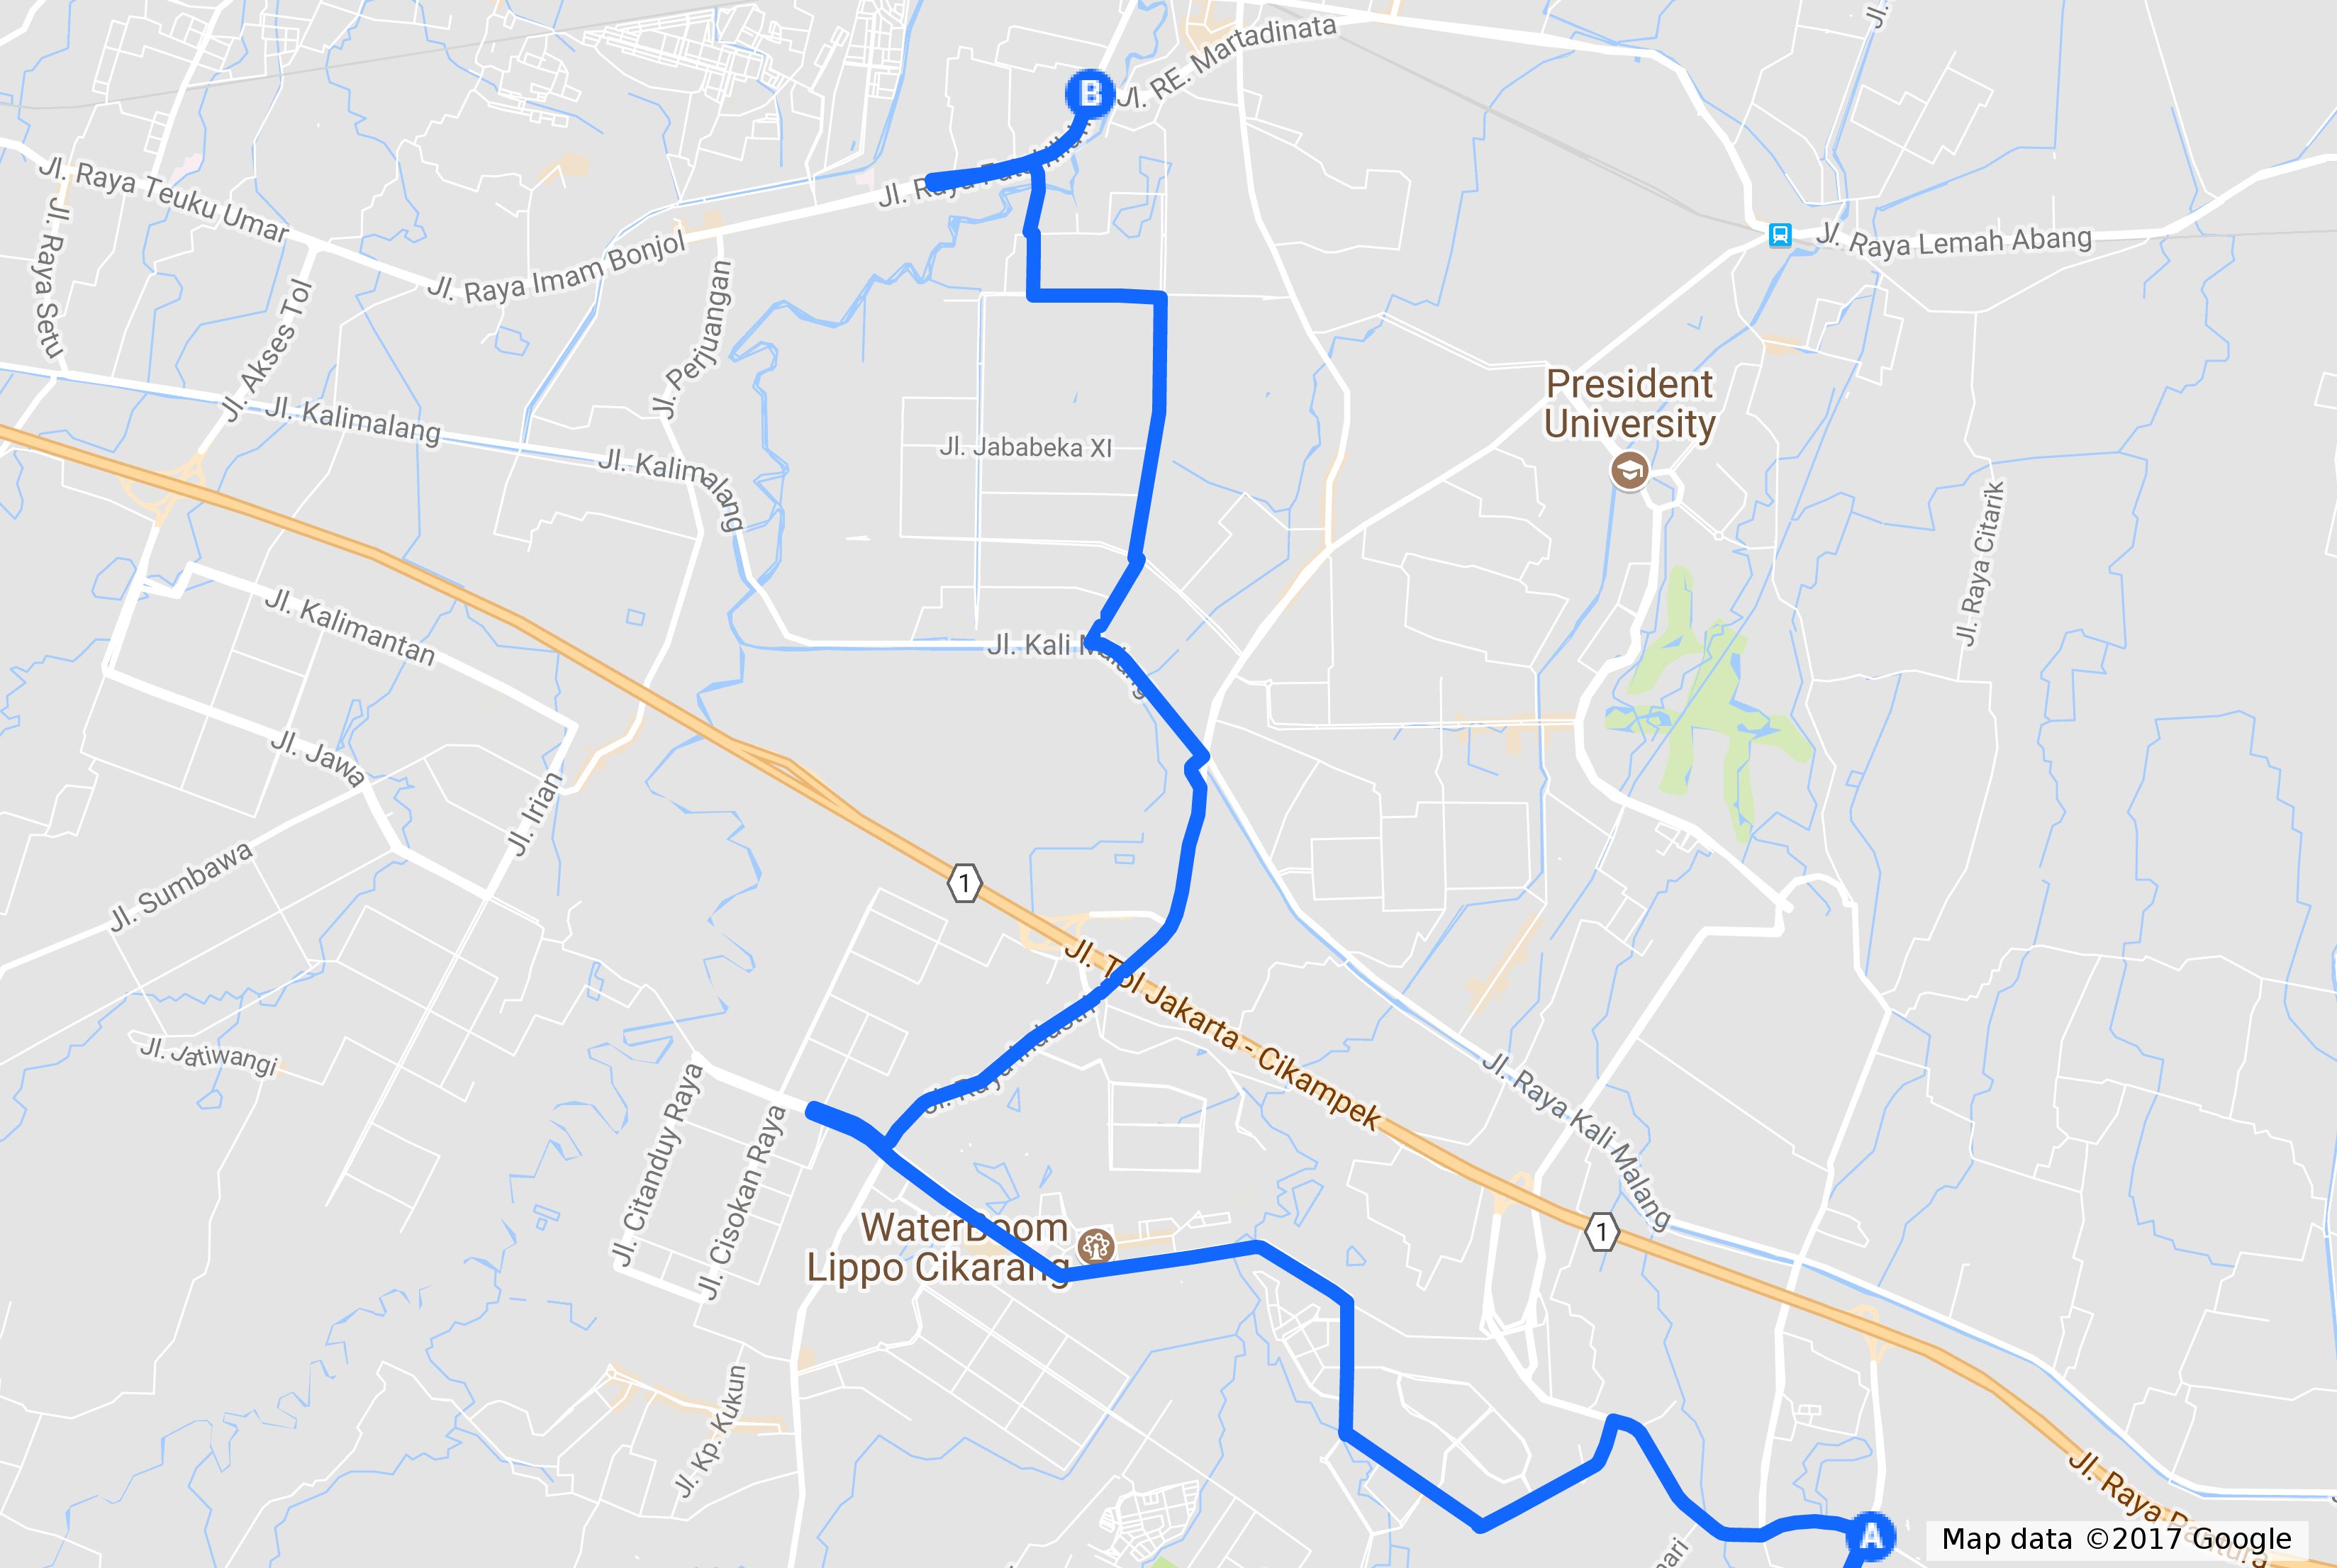 Jl. RE. Martadinata
B
Jl.
Jl. Raya Teuku Umar
Jl. Raya Setu
Jl. Raya Imam Bonjol
Jl. Raya
Jl. Raya Lemah Abang
Jl. Akses Tol
Jl. Perjuangan
Jl. Kalimalang
Jl. Kalimalang
Jl. Jababeka XI
President
University
Jl. Raya Citarik
Jl. Kalimantan
Jl. Kali
Jl. Jawa
Jl. Irian
Jl. Sumbawa
1
Jl. Tol Jakarta - Cikampek
Jl. Jatiwangi
Jl. Raya
Jl. Raya Kali Malang
Jl. Citanduy Raya
Jl. Cisokan Raya
WaterBoom
Lippo Cikarang
1
Jl. Kp. Kukun
Jl. Raya
A
Map data ©2017 Google